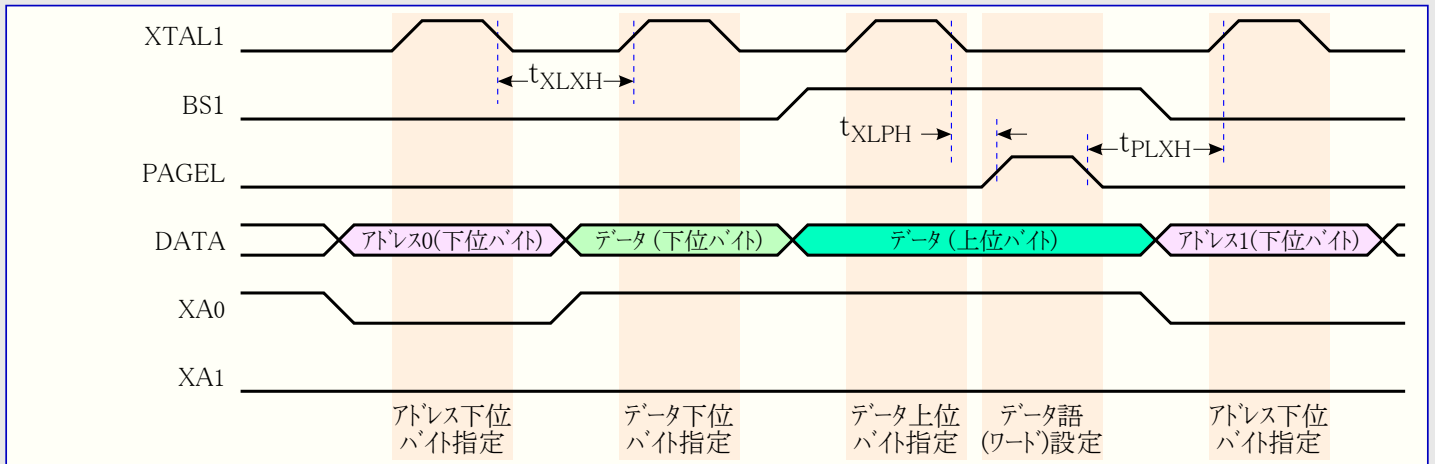 XTAL1
tXLXH
BS1
tXLPH
tPLXH
PAGEL
DATA
アドレス0(下位バイト)
データ (下位バイト)
データ (上位バイト)
アドレス1(下位バイト)
XA0
XA1
アドレス下位
バイト指定
データ下位
バイト指定
データ上位
バイト指定
データ語
(ワード)設定
アドレス下位
バイト指定